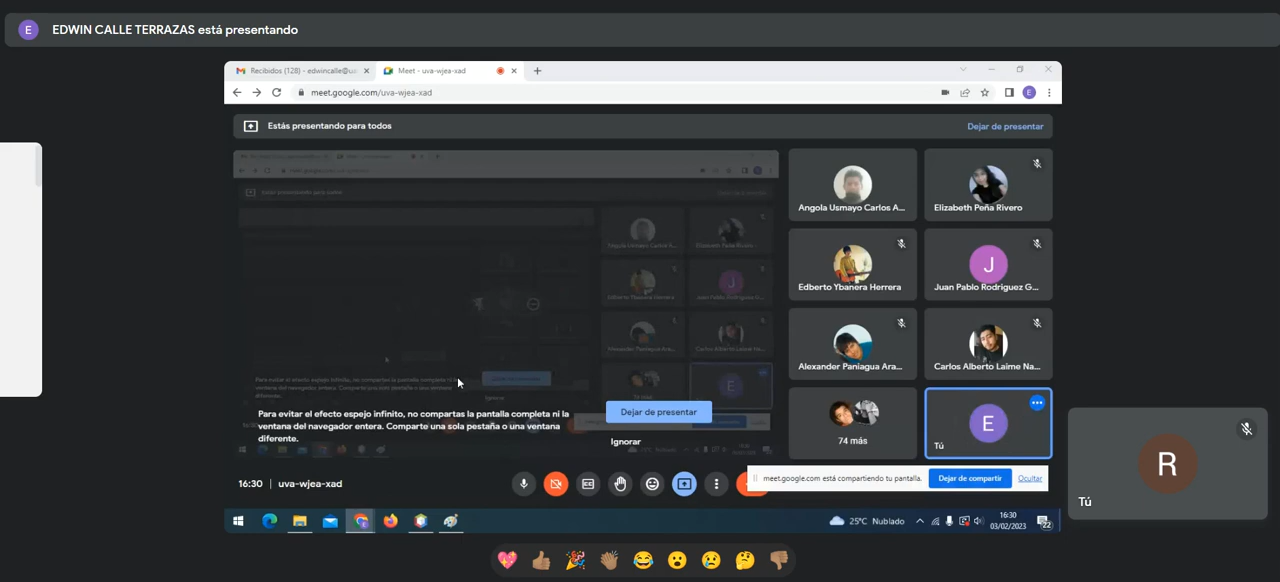 E EDWIN CALLE TERRAZAS está presentando
Recibidos (128) - edwincalle@ua
Meet - uva-wjea-xad
meet.google.com/uva-wjea-xad
E
Estás presentando para todos
Dejar de presentar
Angola Usmayo Carlos A...
Elizabeth Peña Rivero
Edberto Ybañera Herrera
J
Juan Pablo Rodriguez G...
Alexander Paniagua Ara...
Carlos Alberto Laime Na...
74 más
E
Tú
Para evitar el efecto espejo infinito, no compartas la pantalla completa ni la
ventana del navegador entera. Comparte una sola pestaña o una ventana
diferente.
Dejar de presentar
Ignorar
16:30 | uva-wjea-xad
meet.google.com está compartiendo tu pantalla.
Dejar de compartir
Ocultar
25°C Nublado
16:30
03/02/2023
22
R
Tú